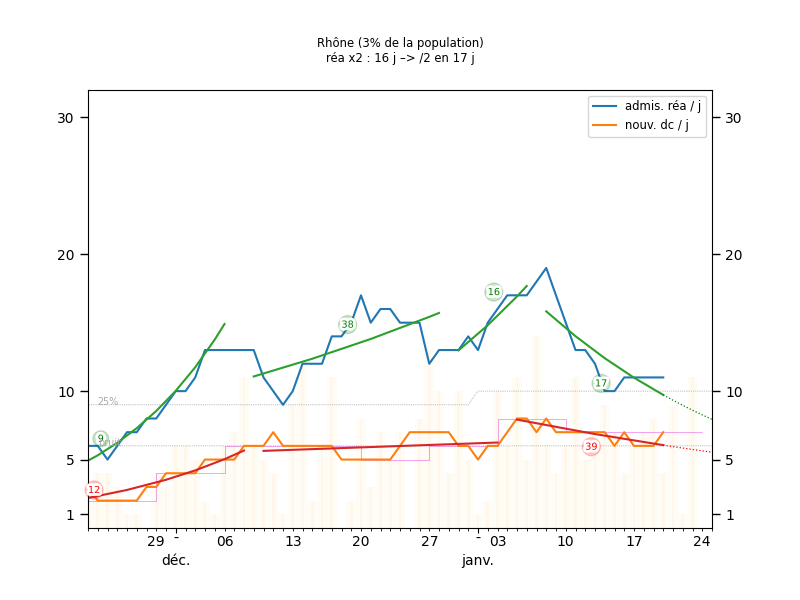 Rhône (3% de la population)
réa x2 : 16 j –> /2 en 17 j
admis. réa / j
nouv. dc / j
30
30
20
20
16
38
17
10
10
25%
9
39
5
5
12
1
1
29 - 06 13 20 27 - 03 10 17 24
déc. janv.